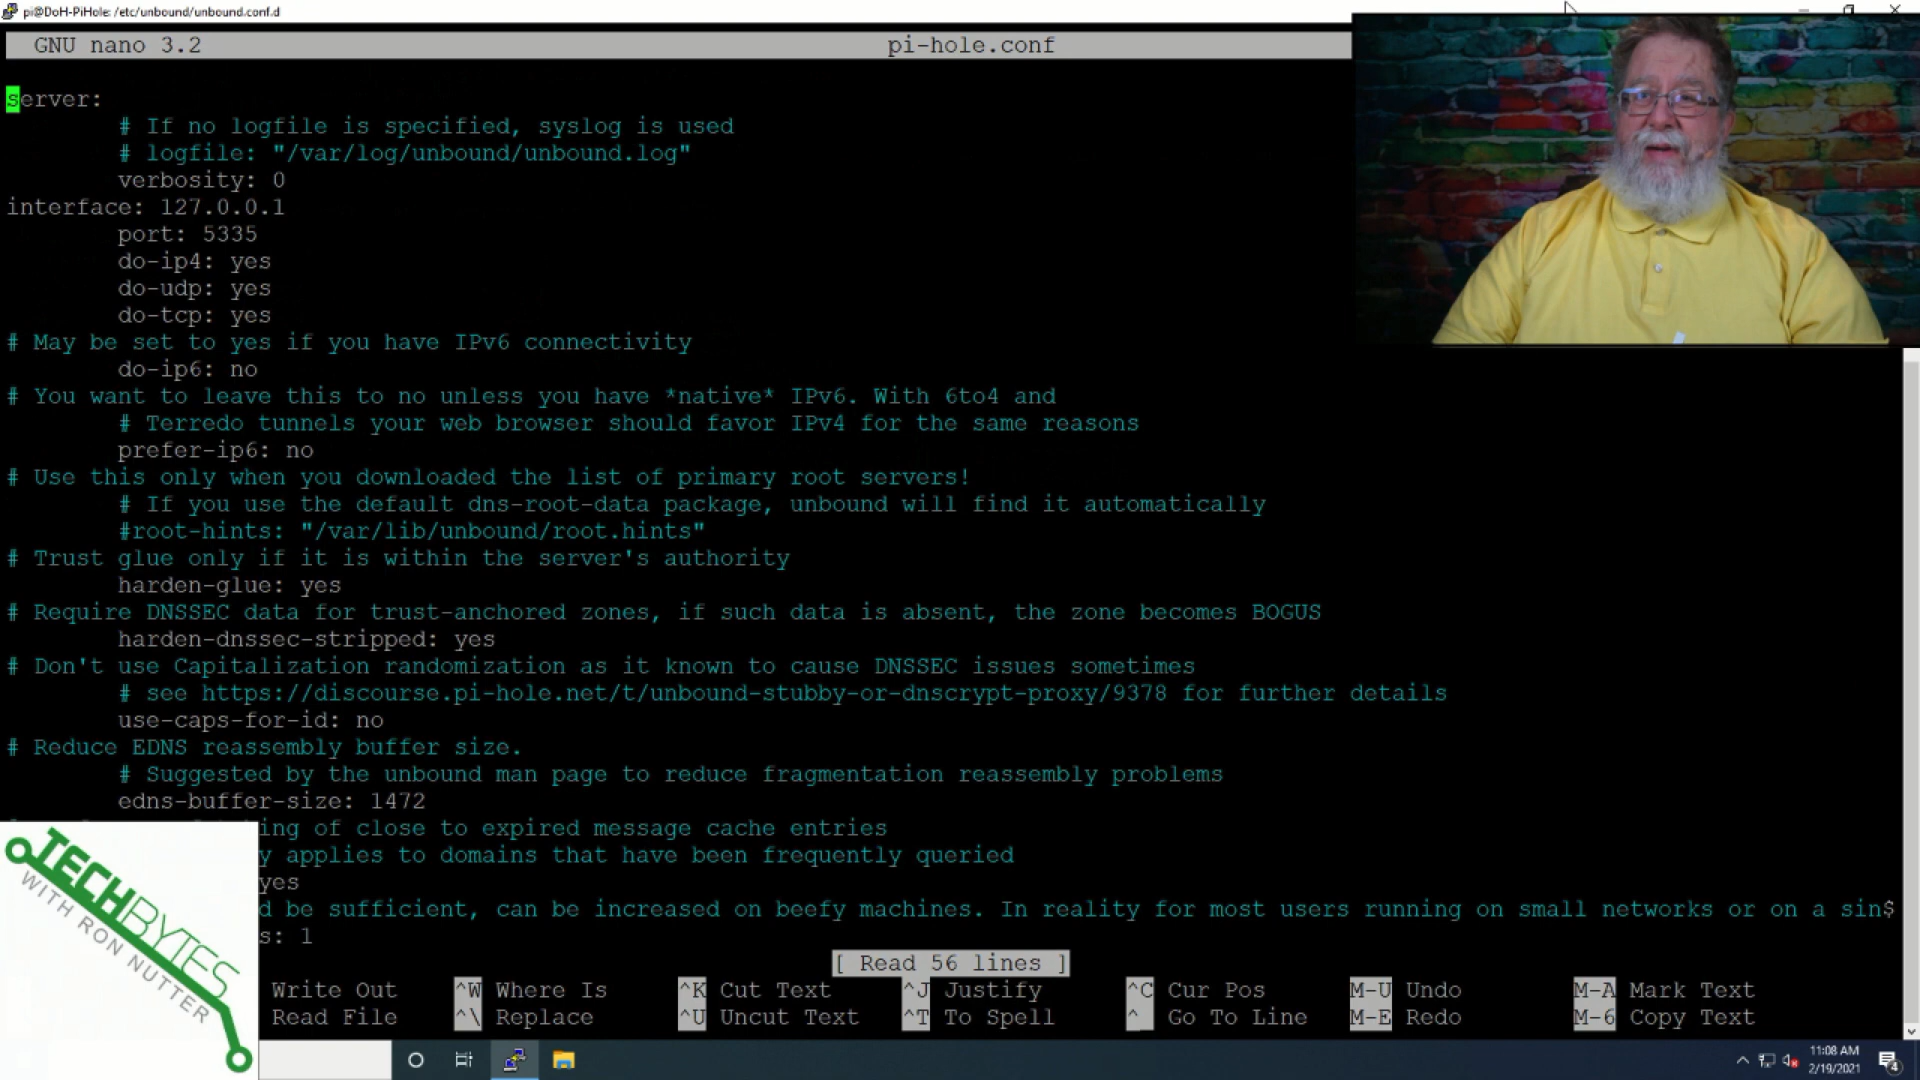 pi@DoH-PiHole: /etc/unbound/unbound.conf.d
GNU nano 3.2 pi-hole.conf
server:
# If no logfile is specified, syslog is used
# logfile: "/var/log/unbound/unbound.log"
verbosity: 0
interface: 127.0.0.1
port: 5335
do-ip4: yes
do-udp: yes
do-tcp: yes
# May be set to yes if you have IPv6 connectivity
do-ip6: no
# You want to leave this to no unless you have *native* IPv6. With 6to4 and
# Terredo tunnels your web browser should favor IPv4 for the same reasons
prefer-ip6: no
# Use this only when you downloaded the list of primary root servers!
# If you use the default dns-root-data package, unbound will find it automatically
#root-hints: "/var/lib/unbound/root.hints"
# Trust glue only if it is within the server's authority
harden-glue: yes
# Require DNSSEC data for trust-anchored zones, if such data is absent, the zone becomes BOGUS
harden-dnssec-stripped: yes
# Don't use Capitalization randomization as it known to cause DNSSEC issues sometimes
# see https://discourse.pi-hole.net/t/unbound-stubby-or-dnscrypt-proxy/9378 for further details
use-caps-for-id: no
# Reduce EDNS reassembly buffer size.
# Suggested by the unbound man page to reduce fragmentation reassembly problems
edns-buffer-size: 1472
ing of close to expired message cache entries
y applies to domains that have been frequently queried
yes
d be sufficient, can be increased on beefy machines. In reality for most users running on small networks or on a sin$
s: 1
[ Read 56 lines ]
Write Out ^W Where Is ^K Cut Text ^J Justify ^C Cur Pos M-U Undo M-A Mark Text
Read File ^\ Replace ^U Uncut Text ^T To Spell ^_ Go To Line M-E Redo M-6 Copy Text
TECHBYTES
WITH RON NUTTER
11:08 AM
2/19/2021
4